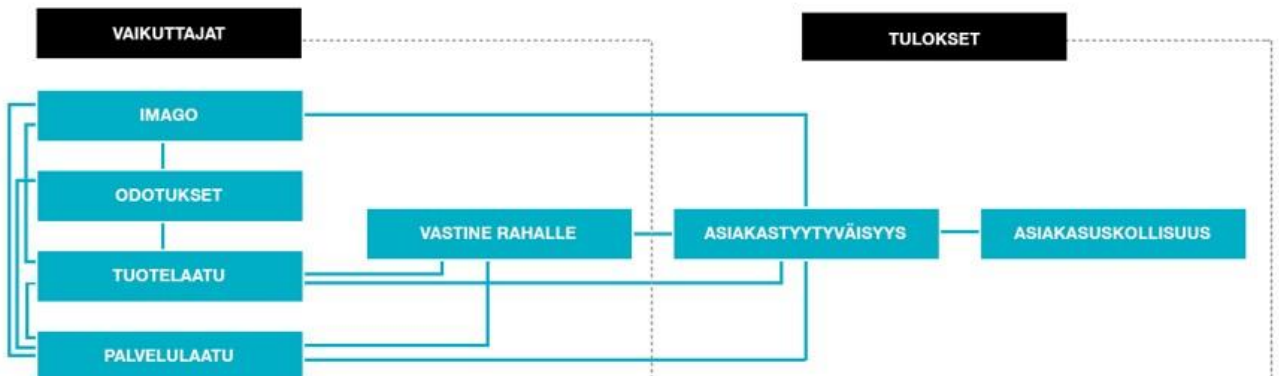 VAIKUTTAJAT
TULOKSET
IMAGO
ODOTUKSET
VASTINE RAHALLE
ASIAKASTYYTYVÄISYYS
ASIAKASUSKOLLISUUS
TUOTELAATU
PALVELULAATU